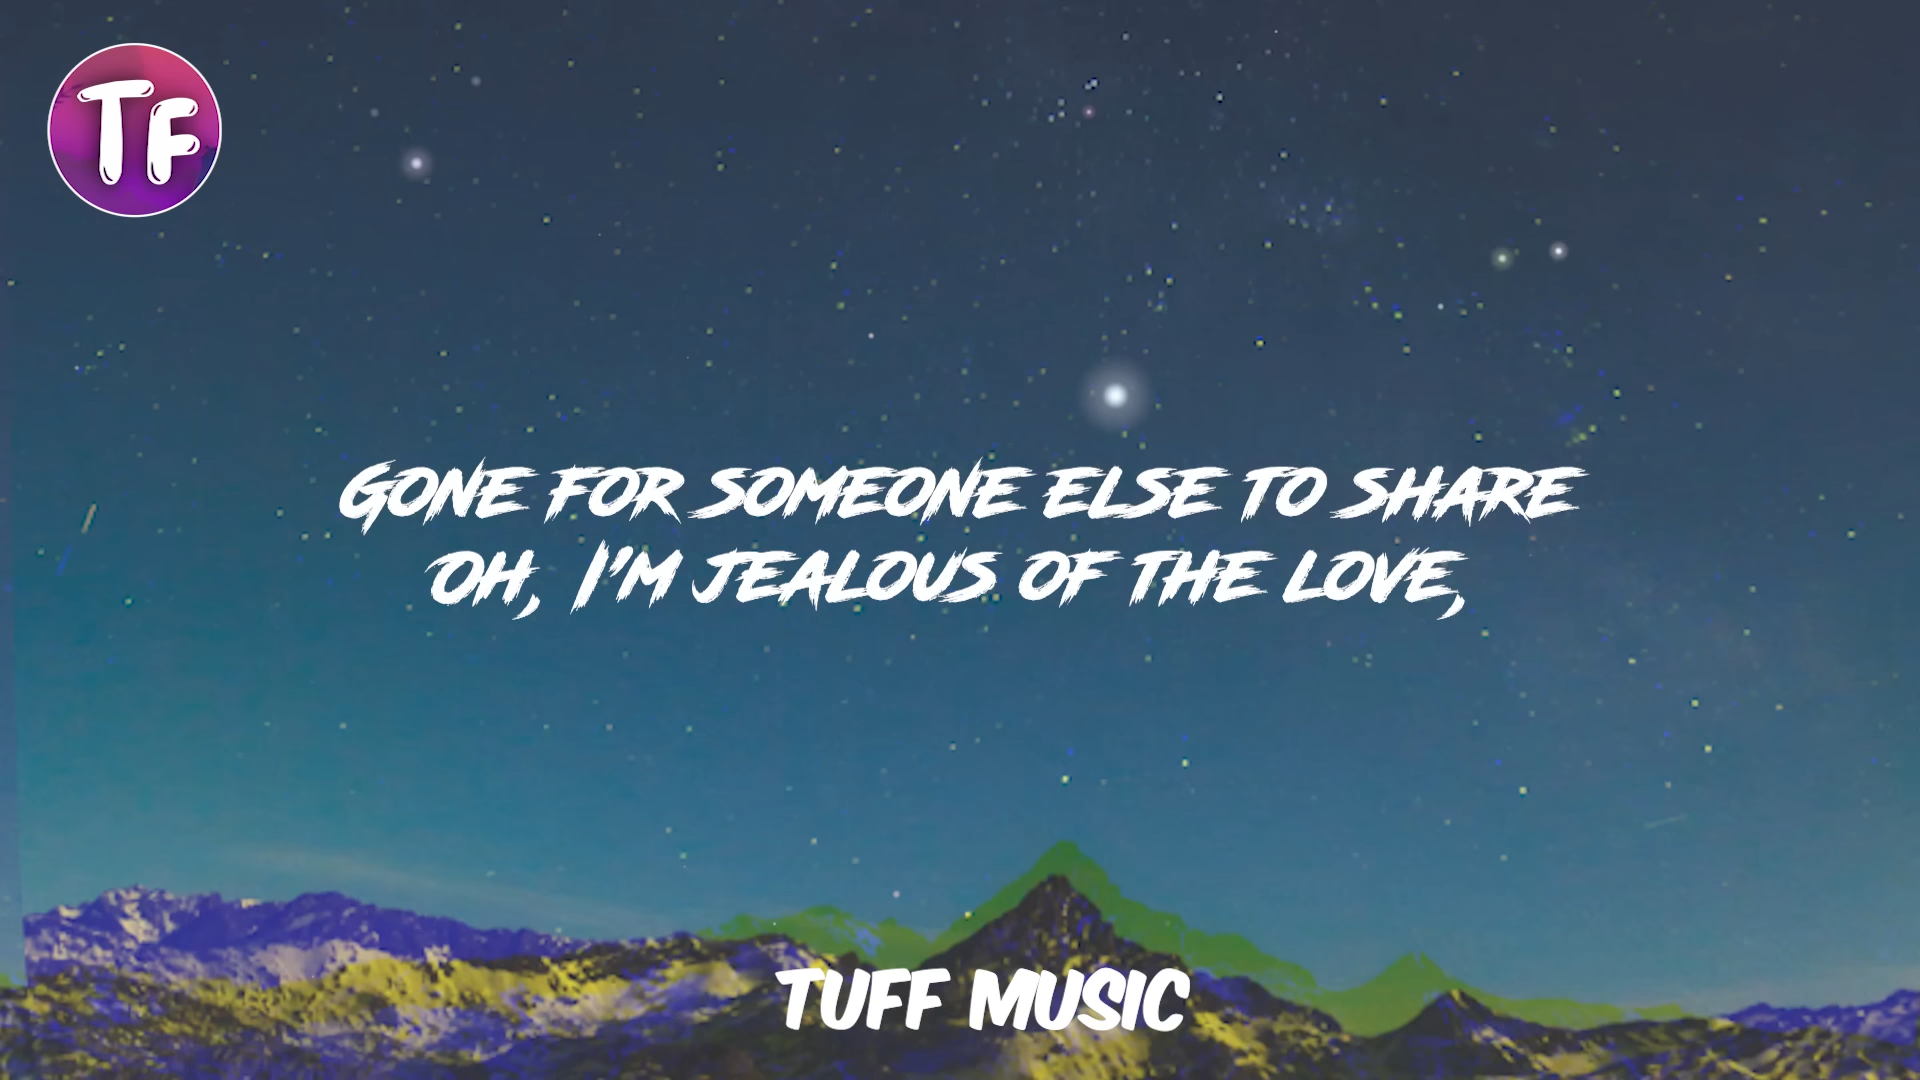 TF
GONE FOR SOMEONE ELSE TO SHARE
OH, I'M JEALOUS OF THE LOVE,
TUFF MUSIC